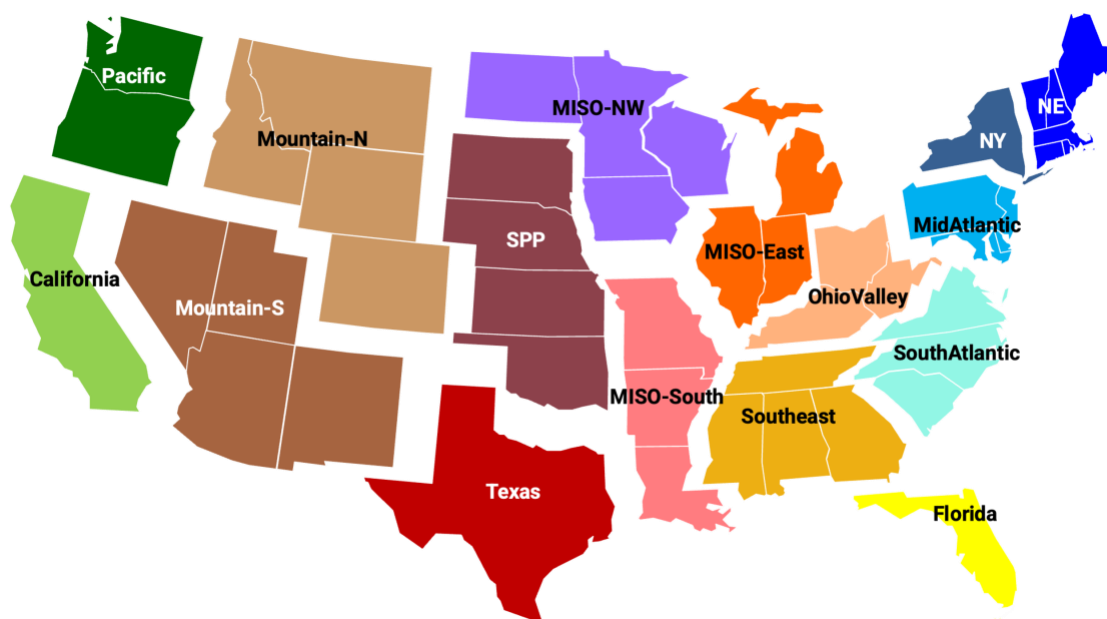 Pacific
MISO-NW
NE
Mountain-N
NY
MidAtlantic
SPP
MISO-East
California
OhioValley
Mountain-S
SouthAtlantic
MISO-South
Southeast
Texas
Florida